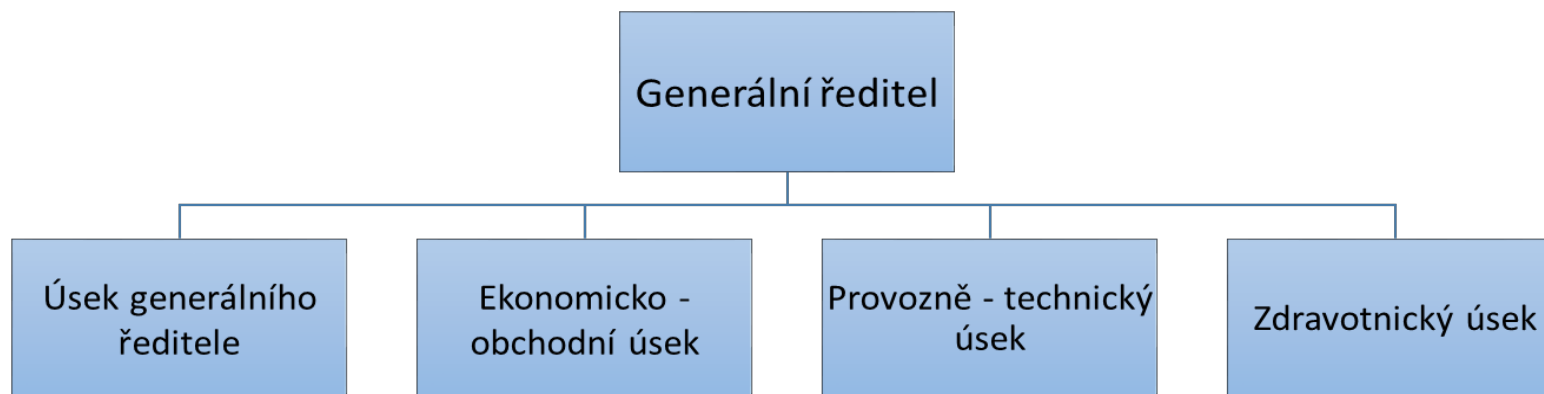 Generální ředitel
Úsek generálního
ředitele
Ekonomicko -
obchodní úsek
Provozně - technický
úsek
Zdravotnický úsek